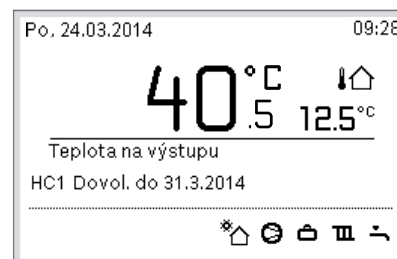 Po, 24.03.2014 09:28
40.5 °C
12.5°C
Teplota na výstupu
HC1 Dovol. do 31.3.2014